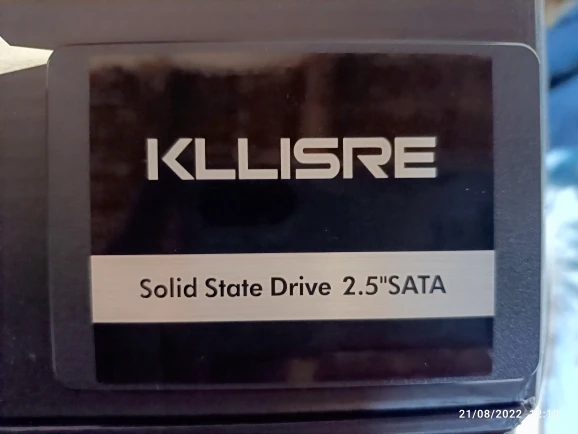 KLLISRE
Solid State Drive 2.5"SATA
21/08/2022